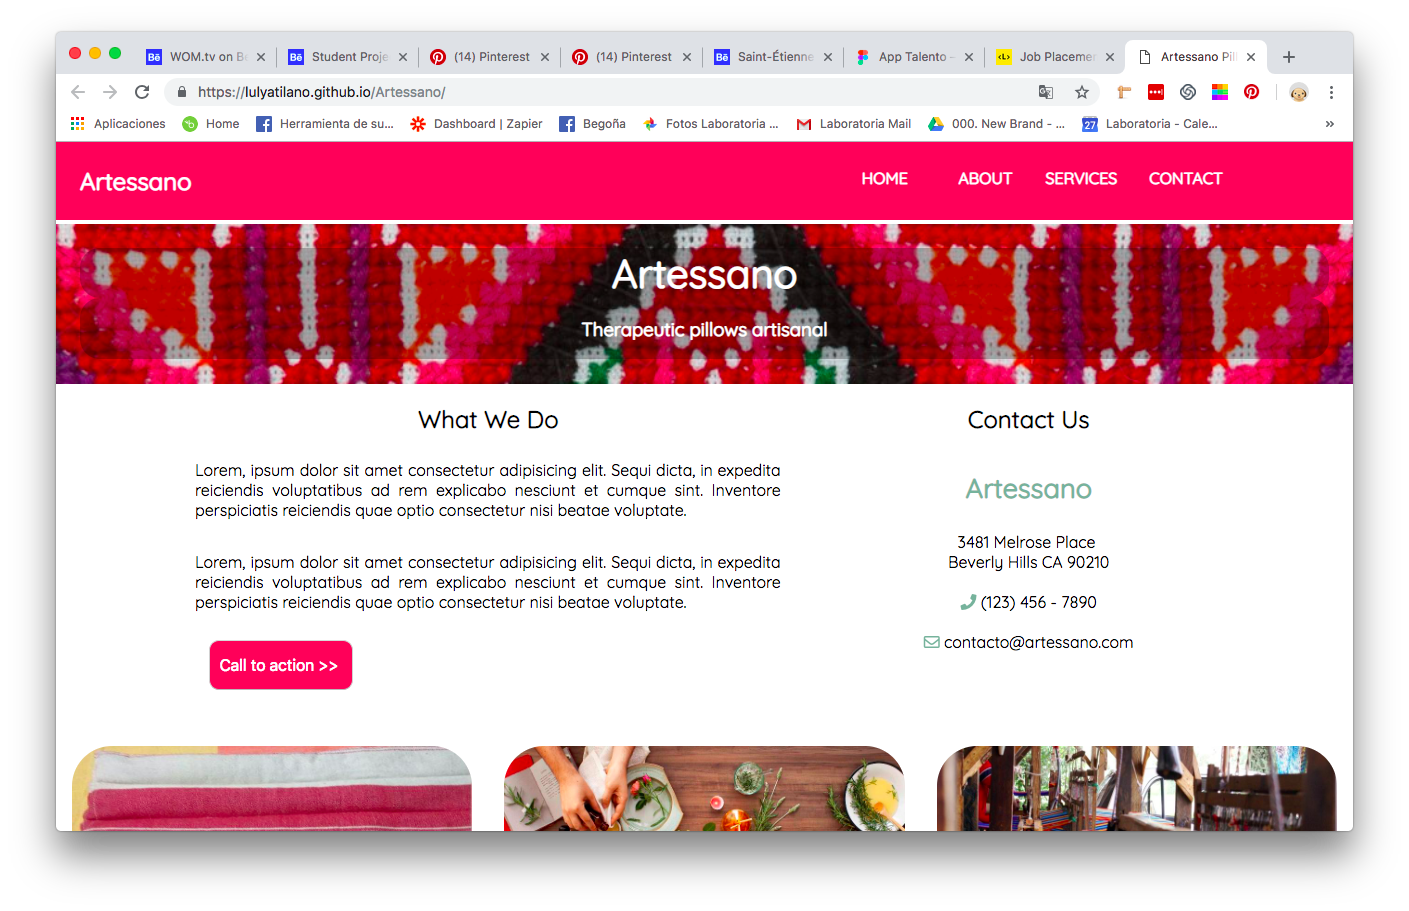 WOM.tv on Be
Student Proje
(14) Pinterest
(14) Pinterest
Saint-Étienne
App Talento -
Job Placemen
Artessano Pil
https://lulyatilano.github.io/Artessano/
Aplicaciones
Home
Herramienta de su...
Dashboard | Zapier
Begoña
Fotos Laboratoria ...
Laboratoria Mail
000. New Brand - ...
27
Laboratoria - Cale...
»
Artessano
HOME
ABOUT
SERVICES
CONTACT
Artessano
Therapeutic pillows artisanal
What We Do
Lorem, ipsum dolor sit amet consectetur adipisicing elit. Sequi dicta, in expedita
reiciendis voluptatibus ad rem explicabo nesciunt et cumque sint. Inventore
perspiciatis reiciendis quae optio consectetur nisi beatae voluptate.
Lorem, ipsum dolor sit amet consectetur adipisicing elit. Sequi dicta, in expedita
reiciendis voluptatibus ad rem explicabo nesciunt et cumque sint. Inventore
perspiciatis reiciendis quae optio consectetur nisi beatae voluptate.
Call to action >>
Contact Us
Artessano
3481 Melrose Place
Beverly Hills CA 90210
(123) 456 - 7890
contacto@artessano.com